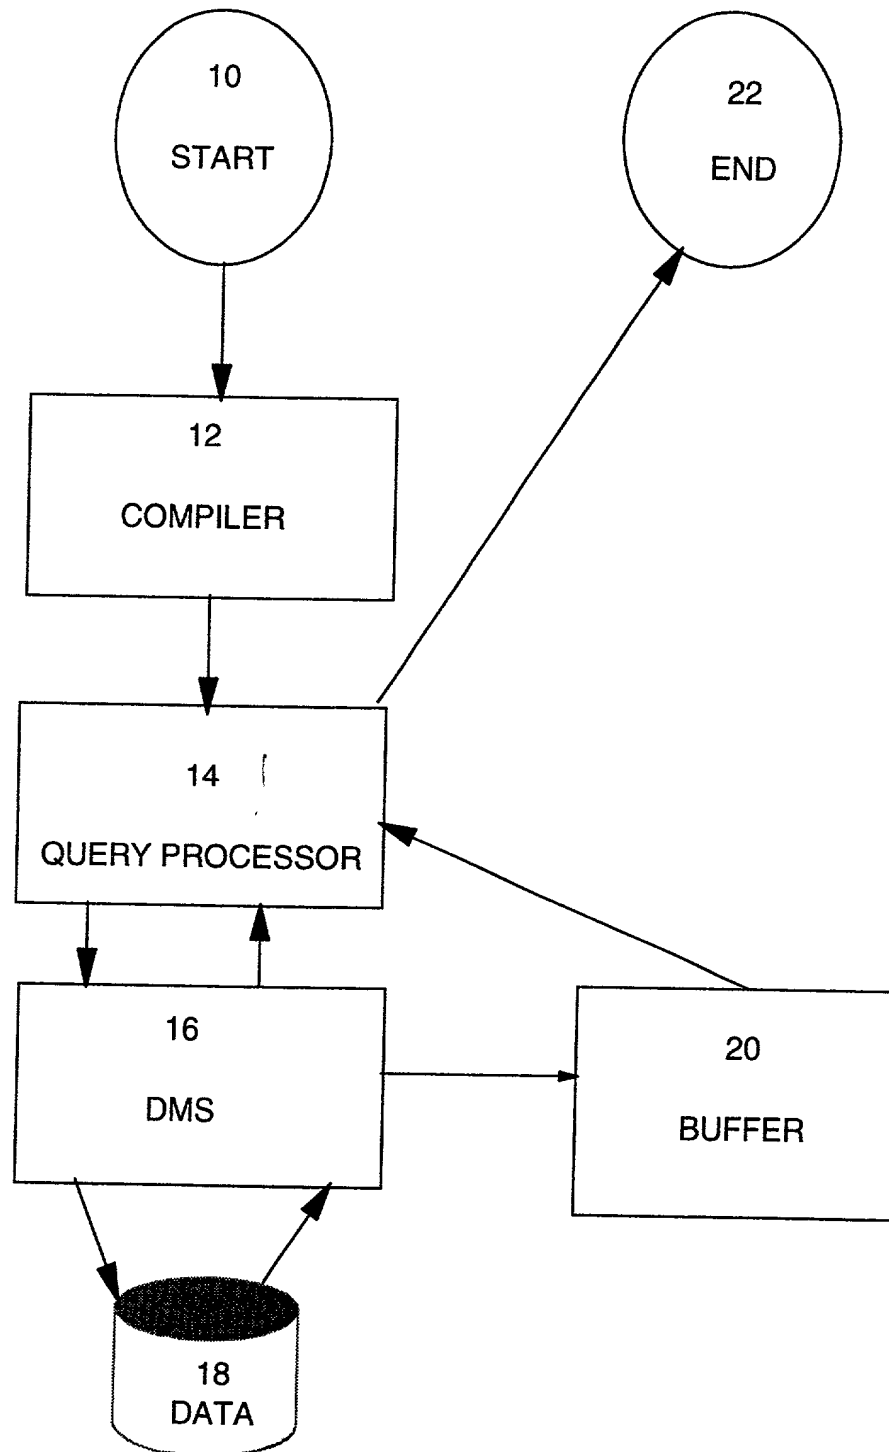 10
START
22
END
12
COMPILER
14
QUERY PROCESSOR
16
DMS
20
BUFFER
18
DATA